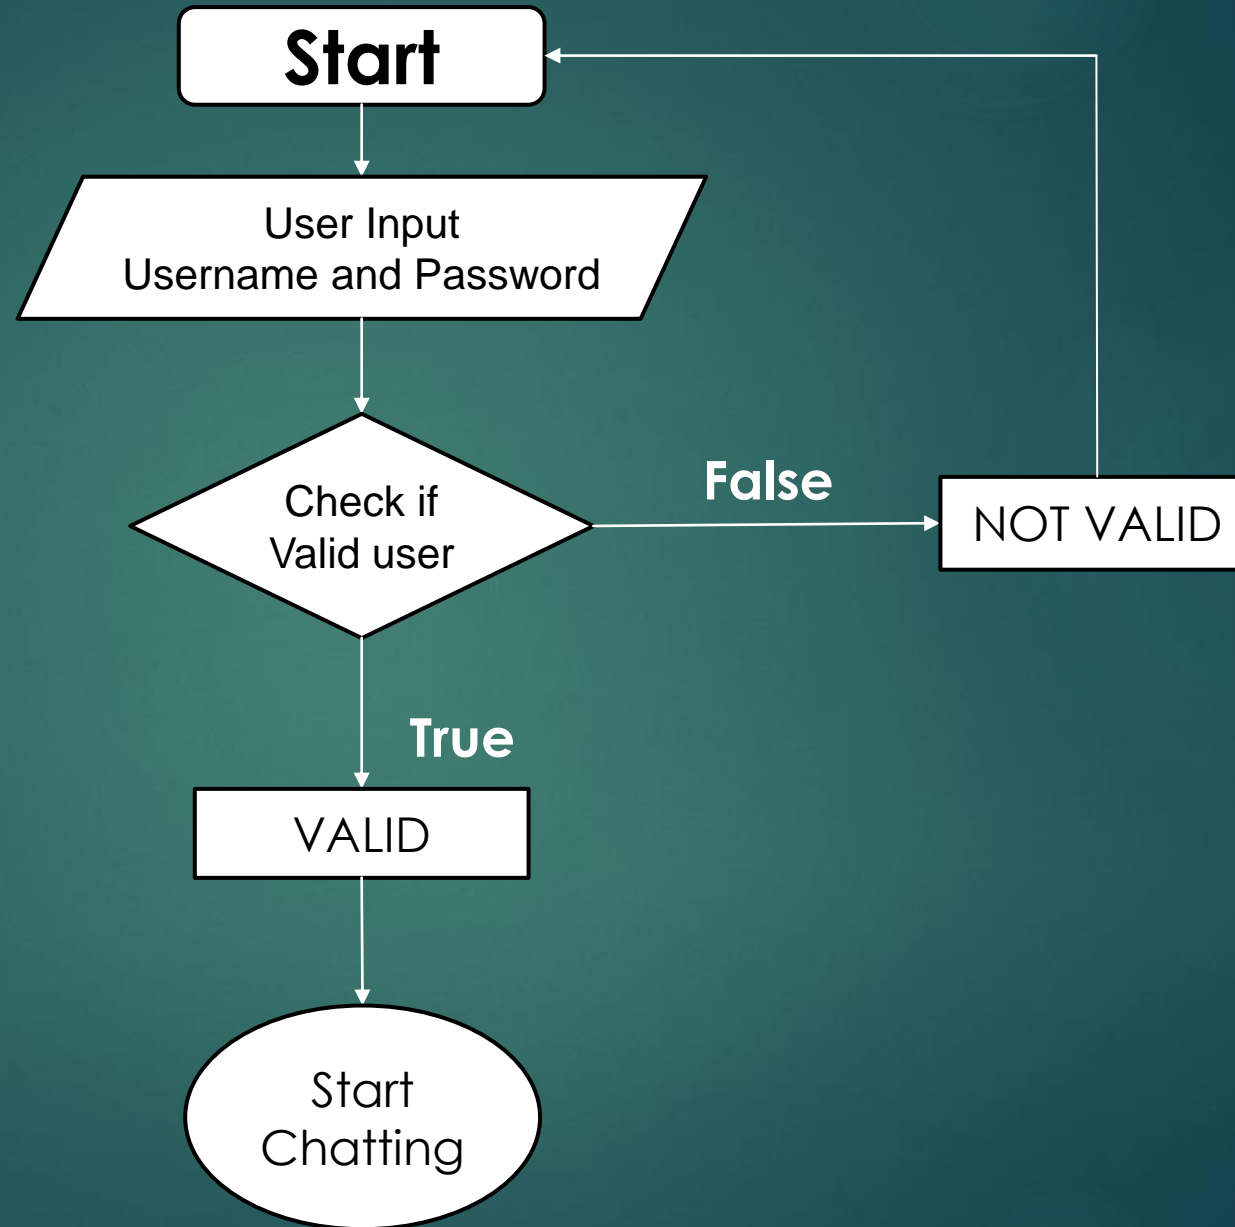 Start
User Input
Username and Password
Check if
Valid user
False
NOT VALID
True
VALID
Start
Chatting